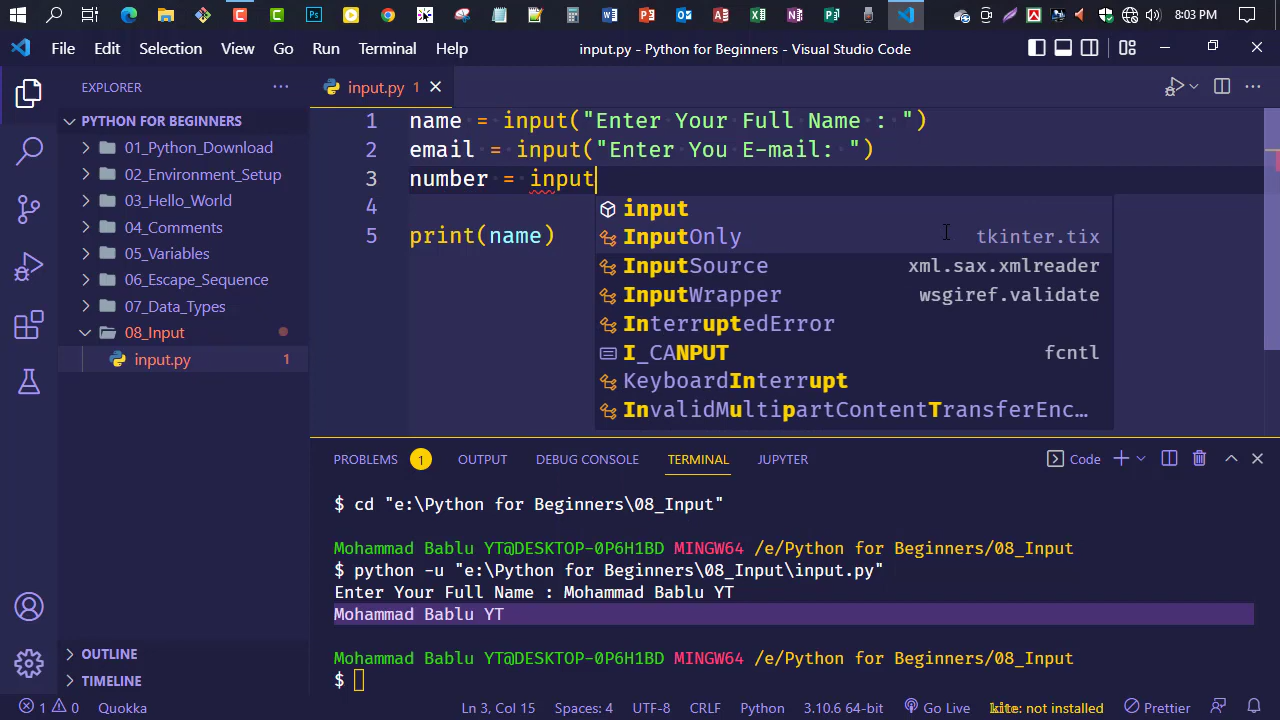 8:03 PM
File Edit Selection View Go Run Terminal Help
input.py - Python for Beginners - Visual Studio Code
EXPLORER
PYTHON FOR BEGINNERS
01_Python_Download
02_Environment_Setup
03_Hello_World
04_Comments
05_Variables
06_Escape_Sequence
07_Data_Types
08_Input
input.py 1
OUTLINE
TIMELINE
input.py 1
1 name = input("Enter Your Full Name : ")
2 email = input("Enter You E-mail: ")
3 number = input
4
5 print(name)
input
InputOnly tkinter.tix
InputSource xml.sax.xmlreader
InputWrapper wsgiref.validate
InterruptedError
I_CANPUT fcntl
KeyboardInterrupt
InvalidMultipartContentTransferEnc…
PROBLEMS 1 OUTPUT DEBUG CONSOLE TERMINAL JUPYTER Code
$ cd "e:\Python for Beginners\08_Input"
Mohammad Bablu YT@DESKTOP-0P6H1BD MINGW64 /e/Python for Beginners/08_Input
$ python -u "e:\Python for Beginners\08_Input\input.py"
Enter Your Full Name : Mohammad Bablu YT
Mohammad Bablu YT
Mohammad Bablu YT@DESKTOP-0P6H1BD MINGW64 /e/Python for Beginners/08_Input
$
1 0 Quokka Ln 3, Col 15 Spaces: 4 UTF-8 CRLF Python 3.10.6 64-bit Go Live kite: not installed Prettier